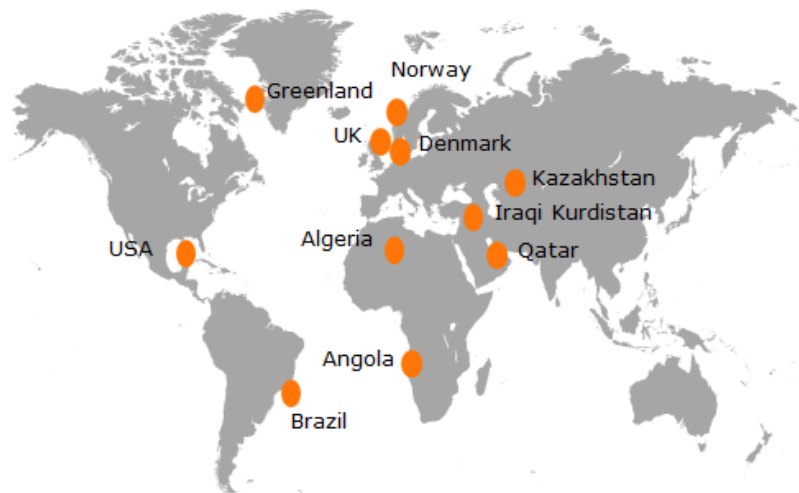 Norway
Greenland
UK
Denmark
Kazakhstan
Iraqi Kurdistan
Algeria
USA
Qatar
Angola
Brazil